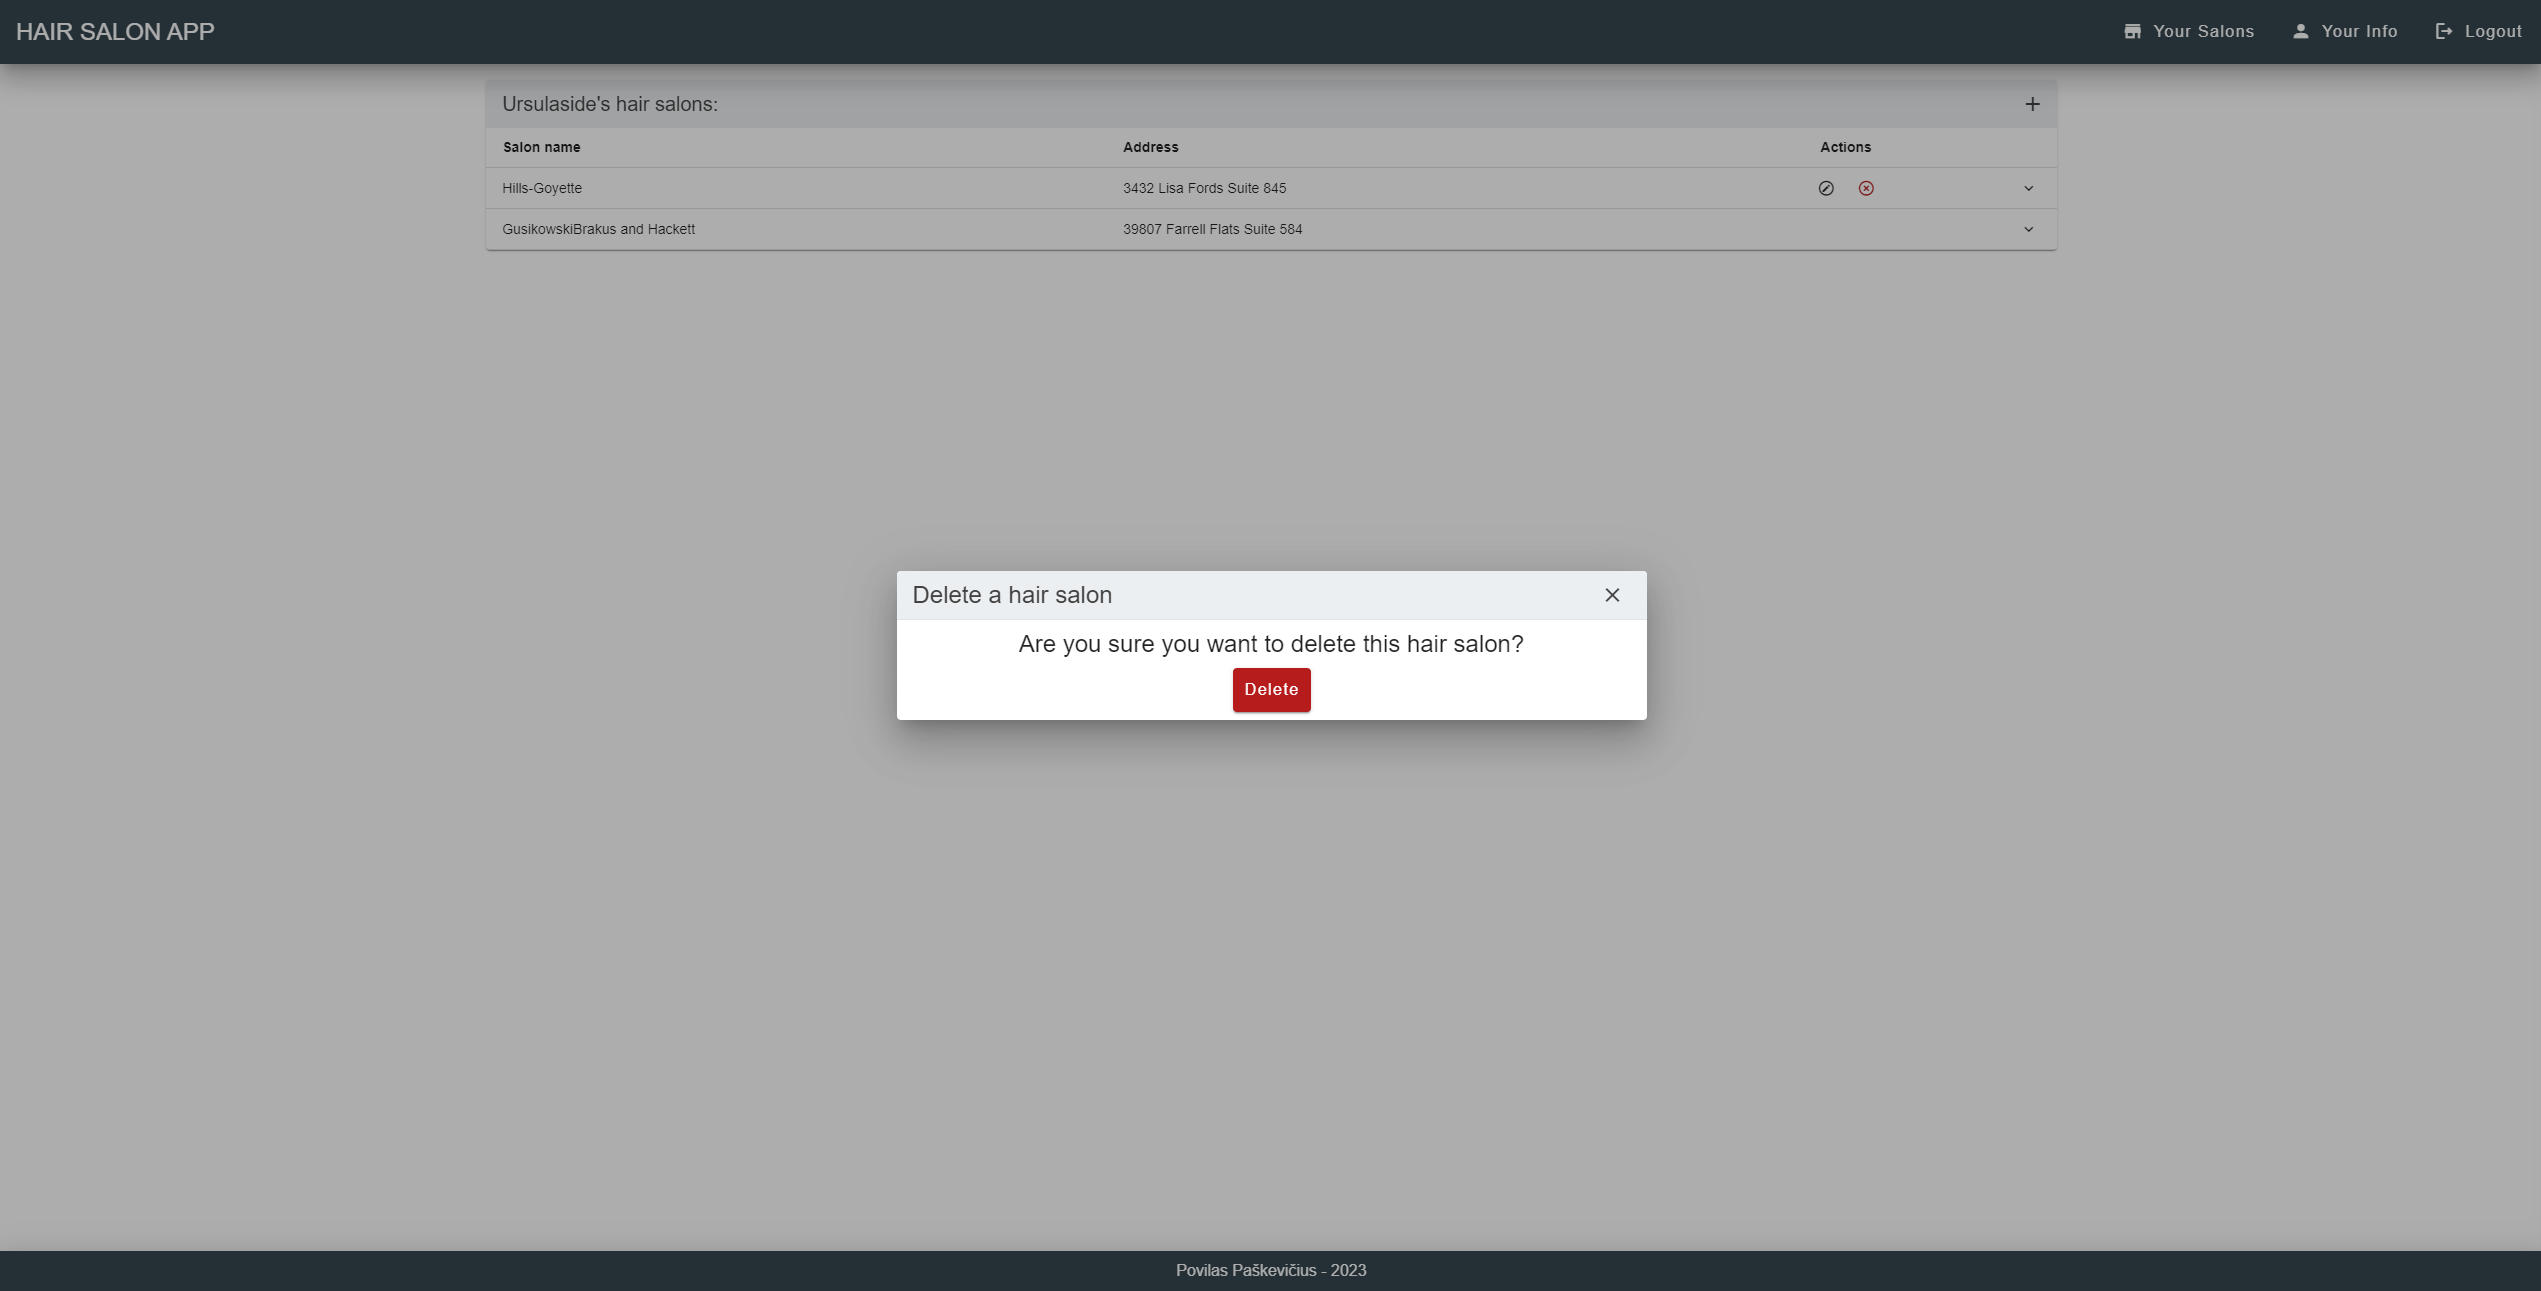 HAIR SALON APP
Your Salons Your Info Logout
Ursulaside's hair salons:
Salon name Address Actions
Hills-Goyette 3432 Lisa Fords Suite 845
GusikowskiBrakus and Hackett 39807 Farrell Flats Suite 584
Delete a hair salon
Are you sure you want to delete this hair salon?
Delete
Povilas Paškevičius - 2023